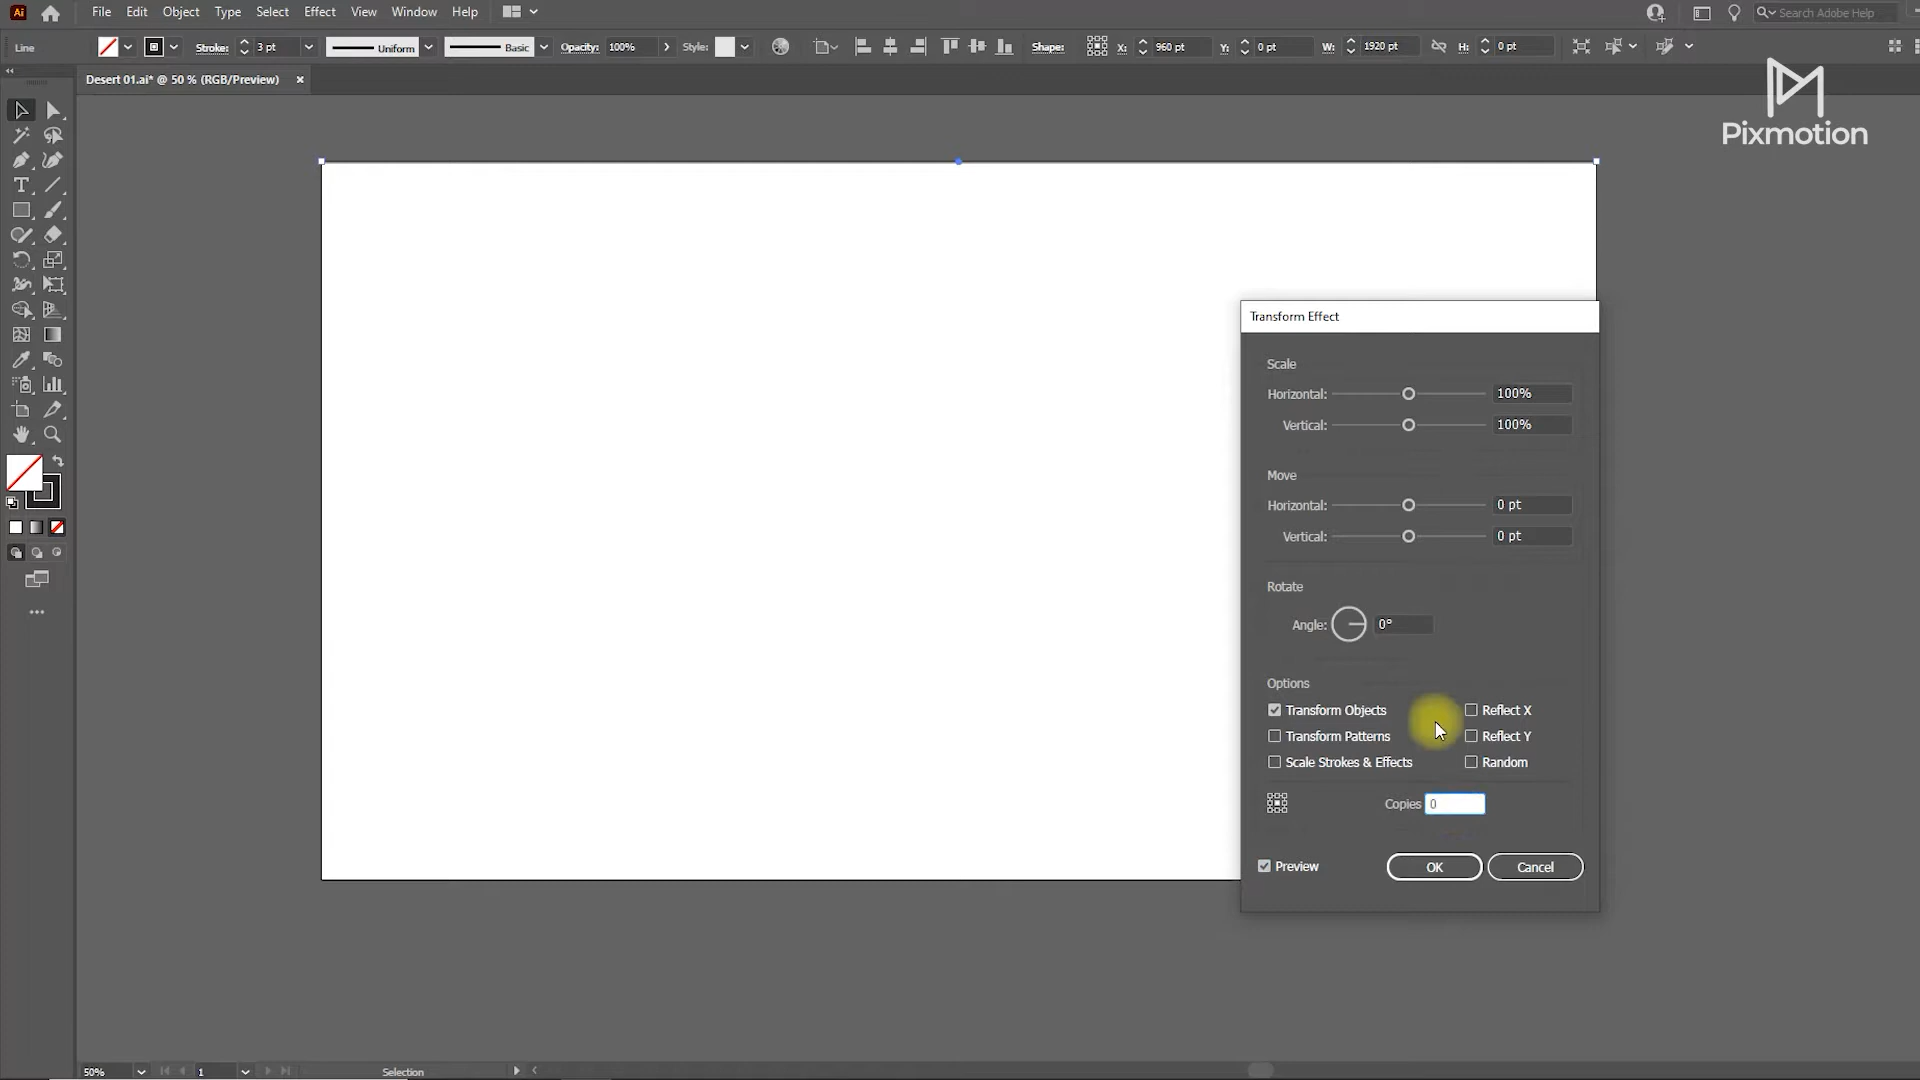 Ai File Edit Object Type Select Effect View Window Help Search Adobe Help
Line Stroke: 3 pt Uniform Basic Opacity: 100% Style: Shape: X: 960 pt Y: 0 pt W: 1920 pt H: 0 pt
Desert 01.ai* @ 50 % (RGB/Preview) ×
Pixmotion
Transform Effect
Scale
Horizontal: 100%
Vertical: 100%
Move
Horizontal: 0 pt
Vertical: 0 pt
Rotate
Angle: 0°
Options
Transform Objects Reflect X
Transform Patterns Reflect Y
Scale Strokes & Effects Random
Copies 0
Preview OK Cancel
50% 1 Selection